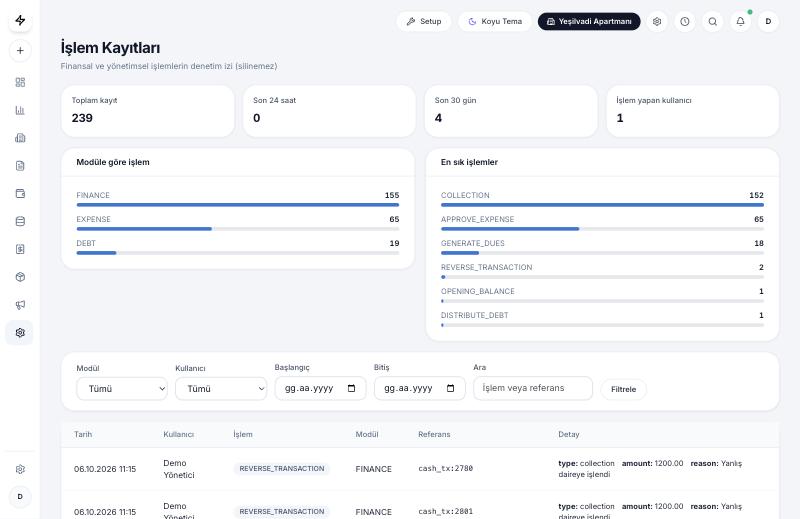 Setup
Koyu Tema
Yeşilvadi Apartmanı
D
İşlem Kayıtları
Finansal ve yönetimsel işlemlerin denetim izi (silinemez)
Toplam kayıt
239
Son 24 saat
0
Son 30 gün
4
İşlem yapan kullanıcı
1
Modüle göre işlem
FINANCE 155
EXPENSE 65
DEBT 19
En sık işlemler
COLLECTION 152
APPROVE_EXPENSE 65
GENERATE_DUES 18
REVERSE_TRANSACTION 2
OPENING_BALANCE 1
DISTRIBUTE_DEBT 1
Modül
Tümü
Kullanıcı
Tümü
Başlangıç
gg.aa.yyyy
Bitiş
gg.aa.yyyy
Ara
İşlem veya referans
Filtrele
Tarih Kullanıcı İşlem Modül Referans Detay
06.10.2026 11:15 Demo Yönetici REVERSE_TRANSACTION FINANCE cash_tx:2780 type: collection amount: 1200.00 reason: Yanlış
daireye işlendi
06.10.2026 11:15 Demo Yönetici REVERSE_TRANSACTION FINANCE cash_tx:2801 type: collection amount: 1200.00 reason: Yanlış
daireye işlendi
D